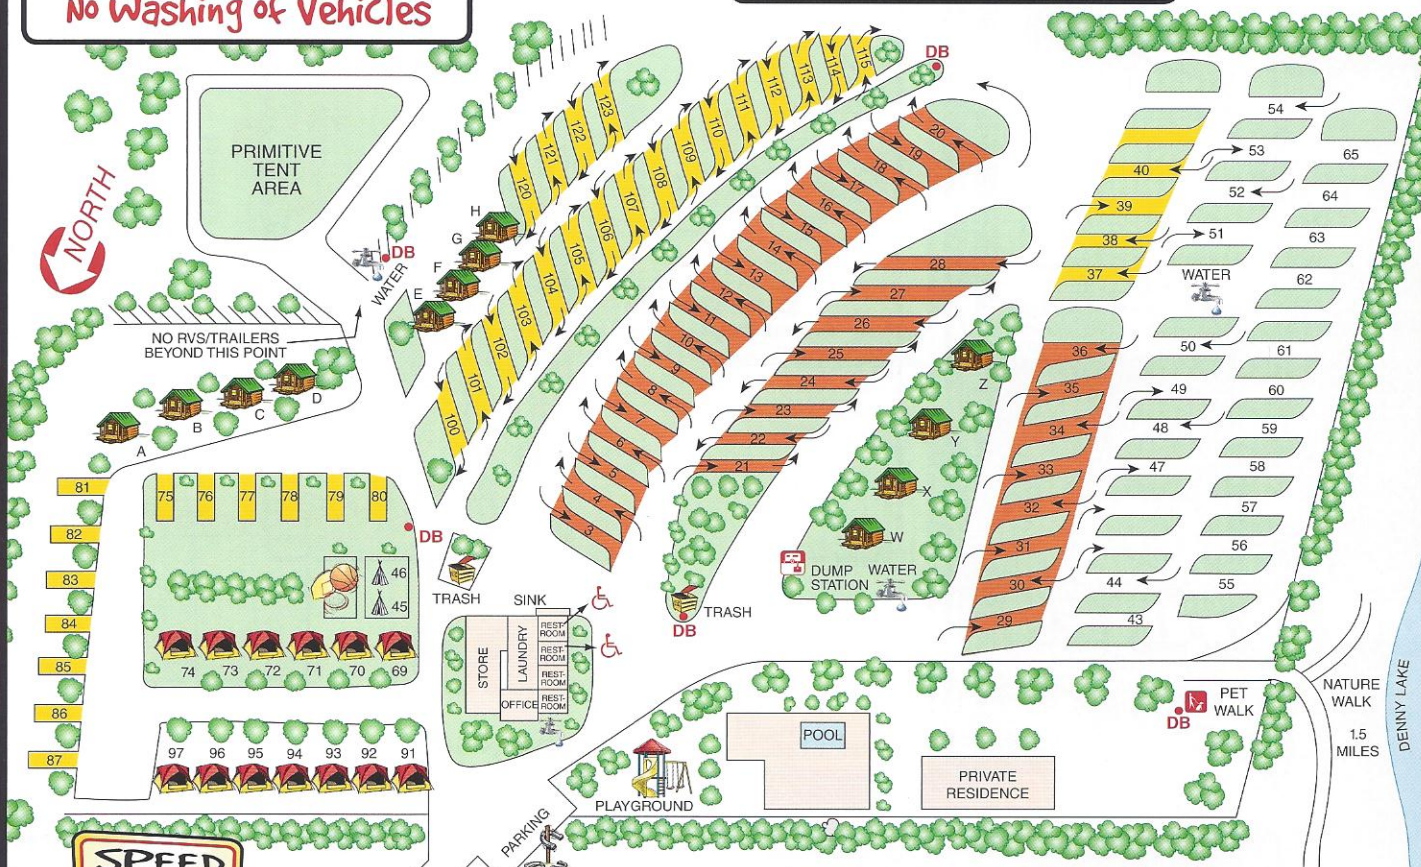 No Washing of Vehicles
PRIMITIVE
TENT
AREA
NORTH
NO RVS/TRAILERS
BEYOND THIS POINT
DB
WATER
H
G
F
E
A
B
C
D
120
121
122
123
100
101
102
103
104
105
106
107
108
109
110
111
112
113
114
115
DB
3
4
5
6
7
8
9
10
11
12
13
14
15
16
17
18
19
20
28
27
26
25
24
23
22
21
40
39
38
37
36
35
34
33
32
31
30
29
54
53
52
51
WATER
50
49
48
47
44
43
65
64
63
62
61
60
59
58
57
56
55
Z
Y
X
W
DUMP
STATION
WATER
TRASH
DB
81
82
83
84
85
86
87
75
76
77
78
79
80
DB
46
45
74
73
72
71
70
69
97
96
95
94
93
92
91
TRASH
SINK
STORE
LAUNDRY
OFFICE
REST-
ROOM
REST-
ROOM
REST-
ROOM
REST-
ROOM
PLAYGROUND
POOL
PRIVATE
RESIDENCE
PET
WALK
DB
NATURE
WALK
1.5
MILES
DENNY LAKE
PARKING
SPEED